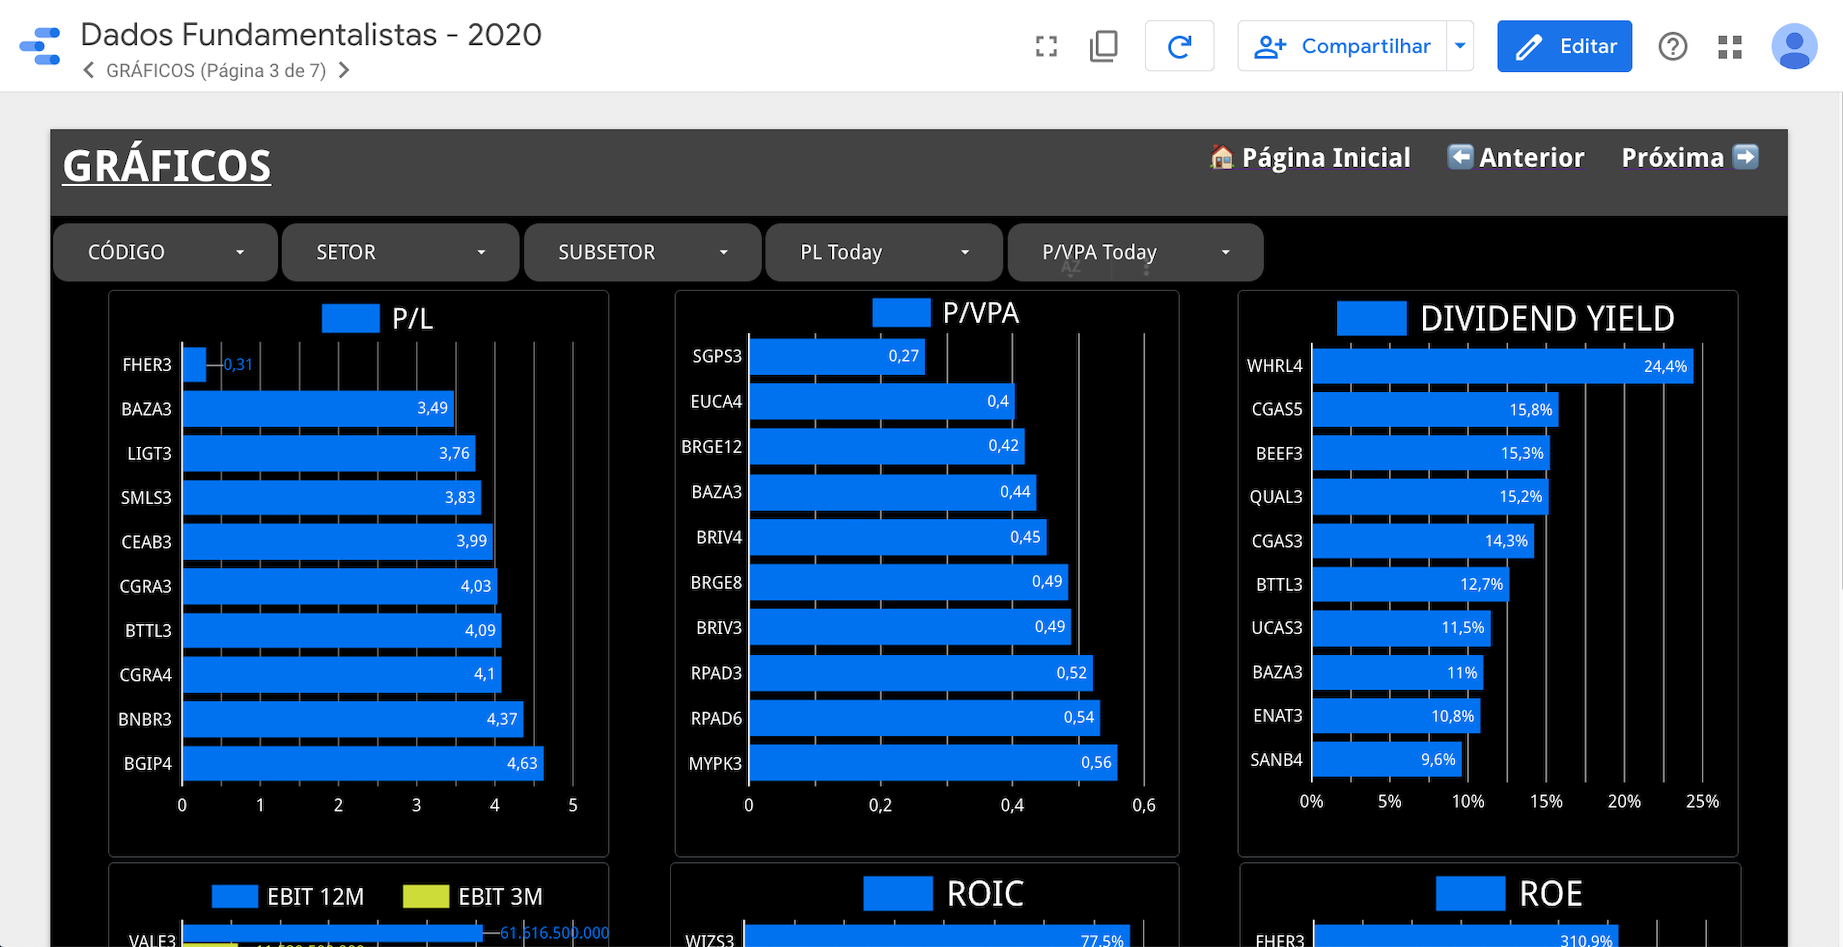 Dados Fundamentalistas - 2020
GRÁFICOS (Página 3 de 7)
Compartilhar
Editar
GRÁFICOS
Página Inicial
Anterior
Próxima
CÓDIGO
SETOR
SUBSETOR
PL Today
P/VPA Today
AZ
P/L
FHER3 0,31
BAZA3 3,49
LIGT3 3,76
SMLS3 3,83
CEAB3 3,99
CGRA3 4,03
BTTL3 4,09
CGRA4 4,1
BNBR3 4,37
BGIP4 4,63
0 1 2 3 4 5
P/VPA
SGPS3 0,27
EUCA4 0,4
BRGE12 0,42
BAZA3 0,44
BRIV4 0,45
BRGE8 0,49
BRIV3 0,49
RPAD3 0,52
RPAD6 0,54
MYPK3 0,56
0 0,2 0,4 0,6
DIVIDEND YIELD
WHRL4 24,4%
CGAS5 15,8%
BEEF3 15,3%
QUAL3 15,2%
CGAS3 14,3%
BTTL3 12,7%
UCAS3 11,5%
BAZA3 11%
ENAT3 10,8%
SANB4 9,6%
0% 5% 10% 15% 20% 25%
EBIT 12M EBIT 3M
VALE3 61.616.500.000
ROIC
WIZS3 77,5%
ROE
FHER3 310,9%